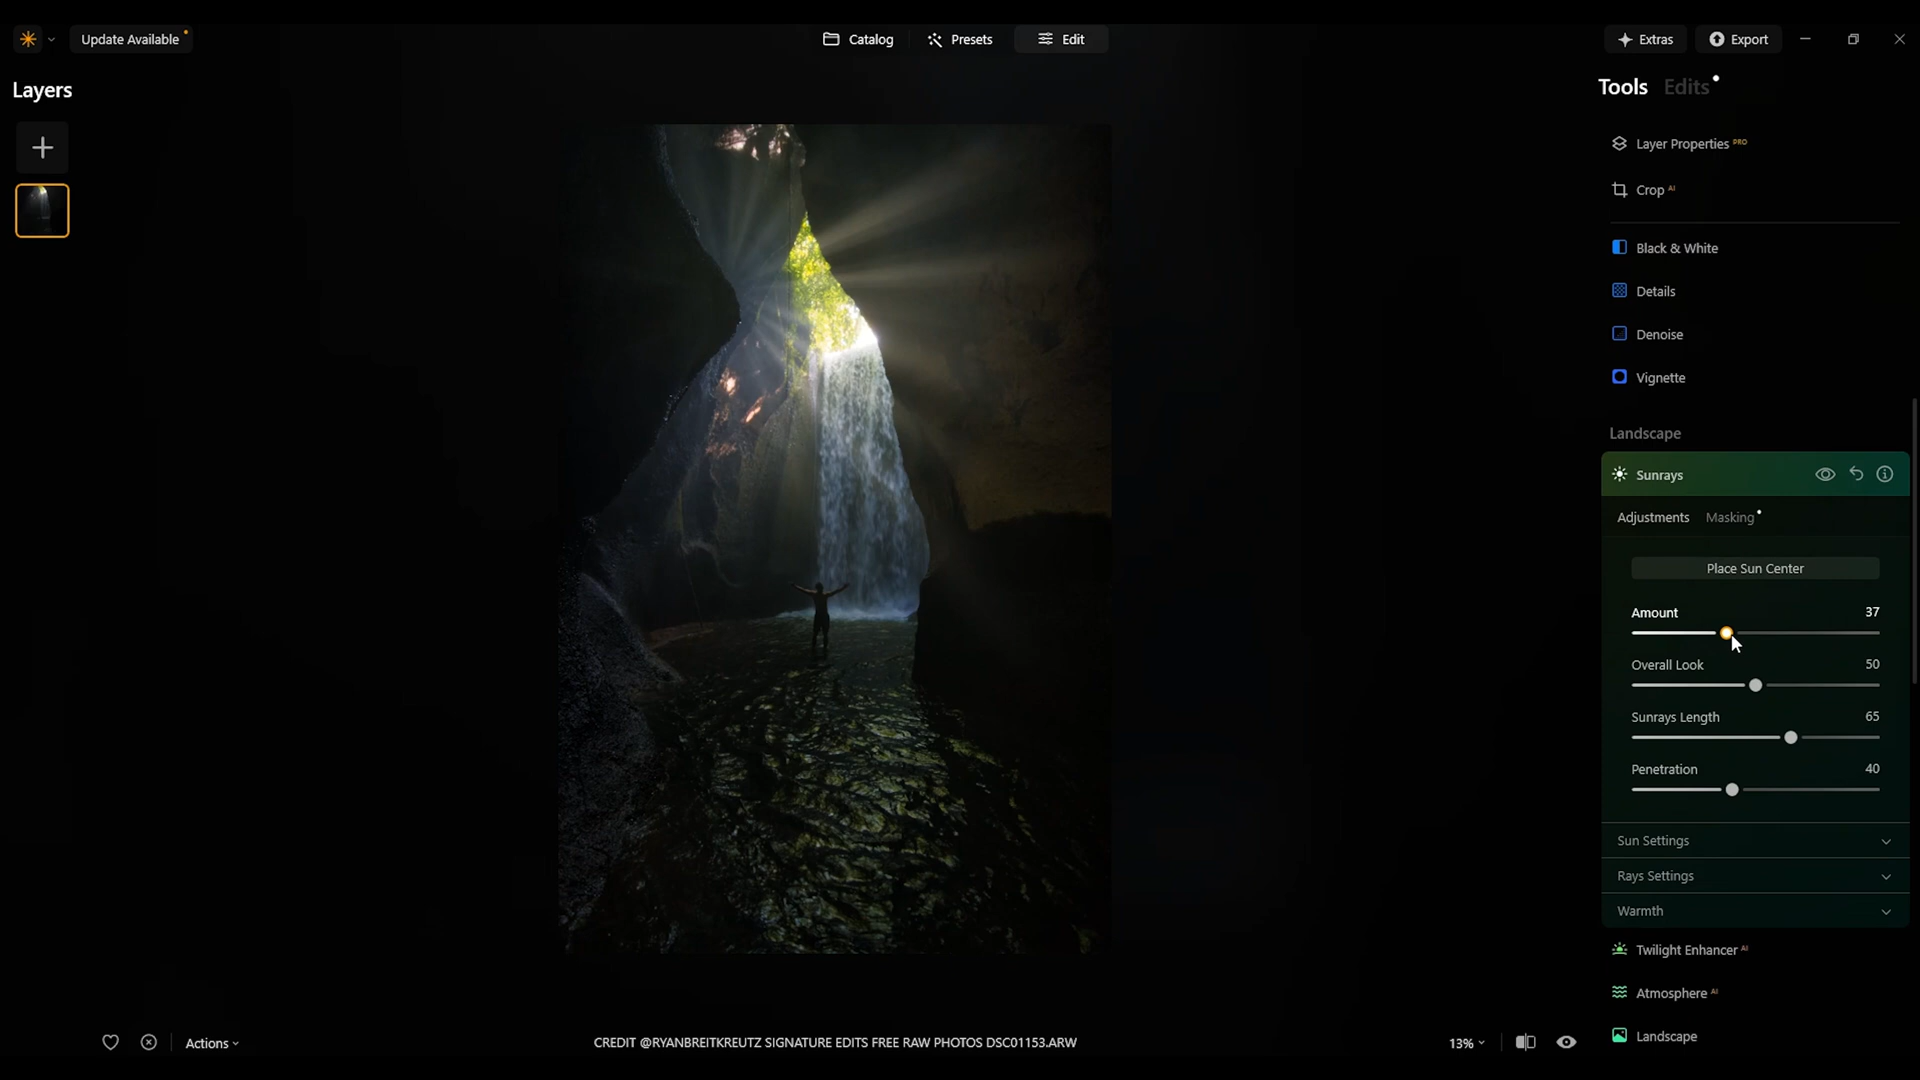 Update Available
Catalog
Presets
Edit
Extras
Export
Layers
Tools Edits
Layer Properties PRO
Crop AI
Black & White
Details
Denoise
Vignette
Landscape
Sunrays
Adjustments Masking
Place Sun Center
Amount 37
Overall Look 50
Sunrays Length 65
Penetration 40
Sun Settings
Rays Settings
Warmth
Twilight Enhancer AI
Atmosphere AI
Landscape
Actions
CREDIT @RYANBREITKREUTZ SIGNATURE EDITS FREE RAW PHOTOS DSC01153.ARW
13%